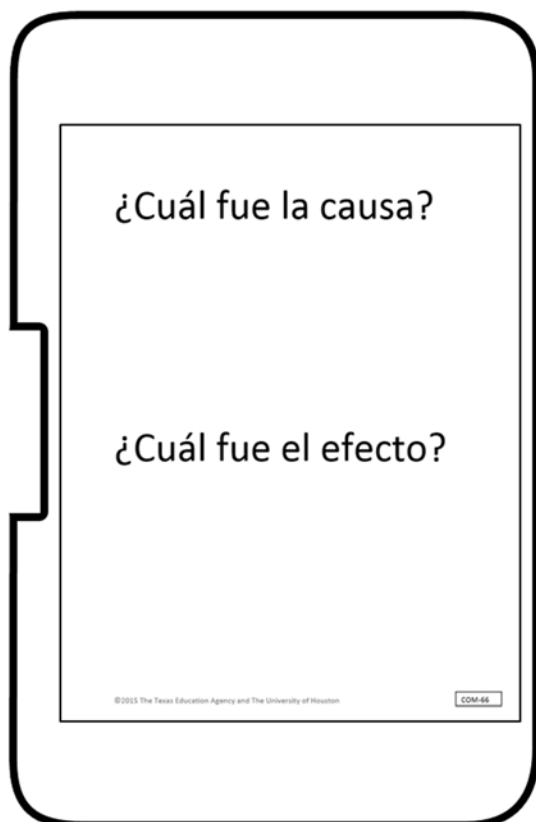 ¿Cuál fue la causa?
¿Cuál fue el efecto?
©2015 The Texas Education Agency and The University of Houston
COM-66